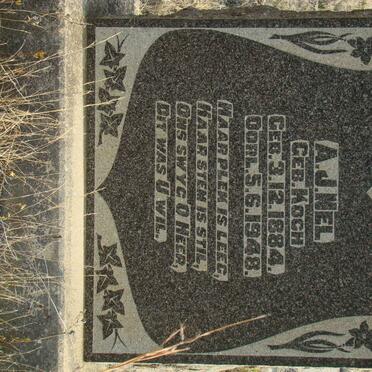 A.J. NEL
GEB. KOCH
GEB. 3.12.1884.
OORL. 5.6.1948.
HAAR PLEK IS LEEG,
HAAR STEM IS STIL,
ONS SWYG, O HEER,
DIT WAS U WIL.